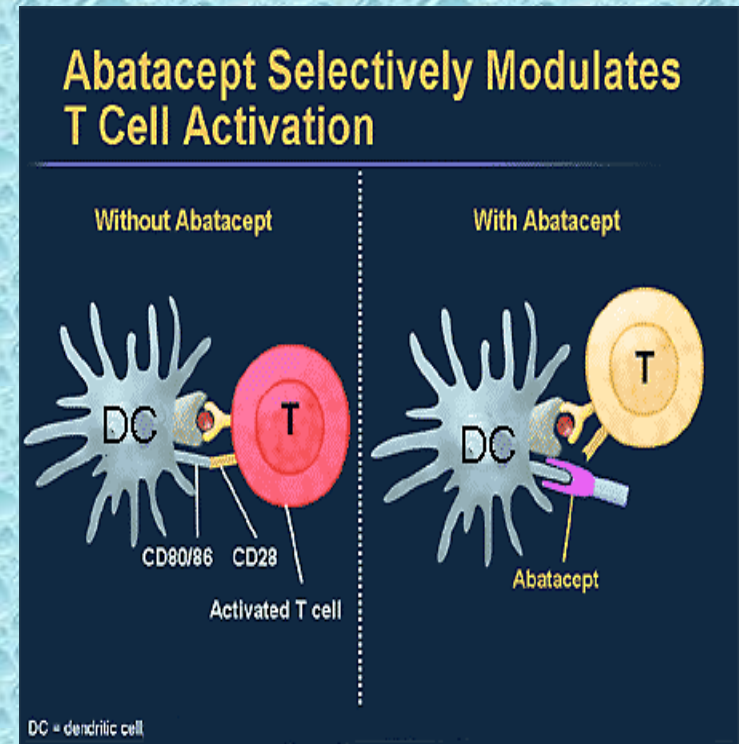 Abatacept Selectively Modulates
T Cell Activation
Without Abatacept
With Abatacept
DC
T
DC
T
CD80/86
CD28
Activated T cell
Abatacept
DC = dendritic cell